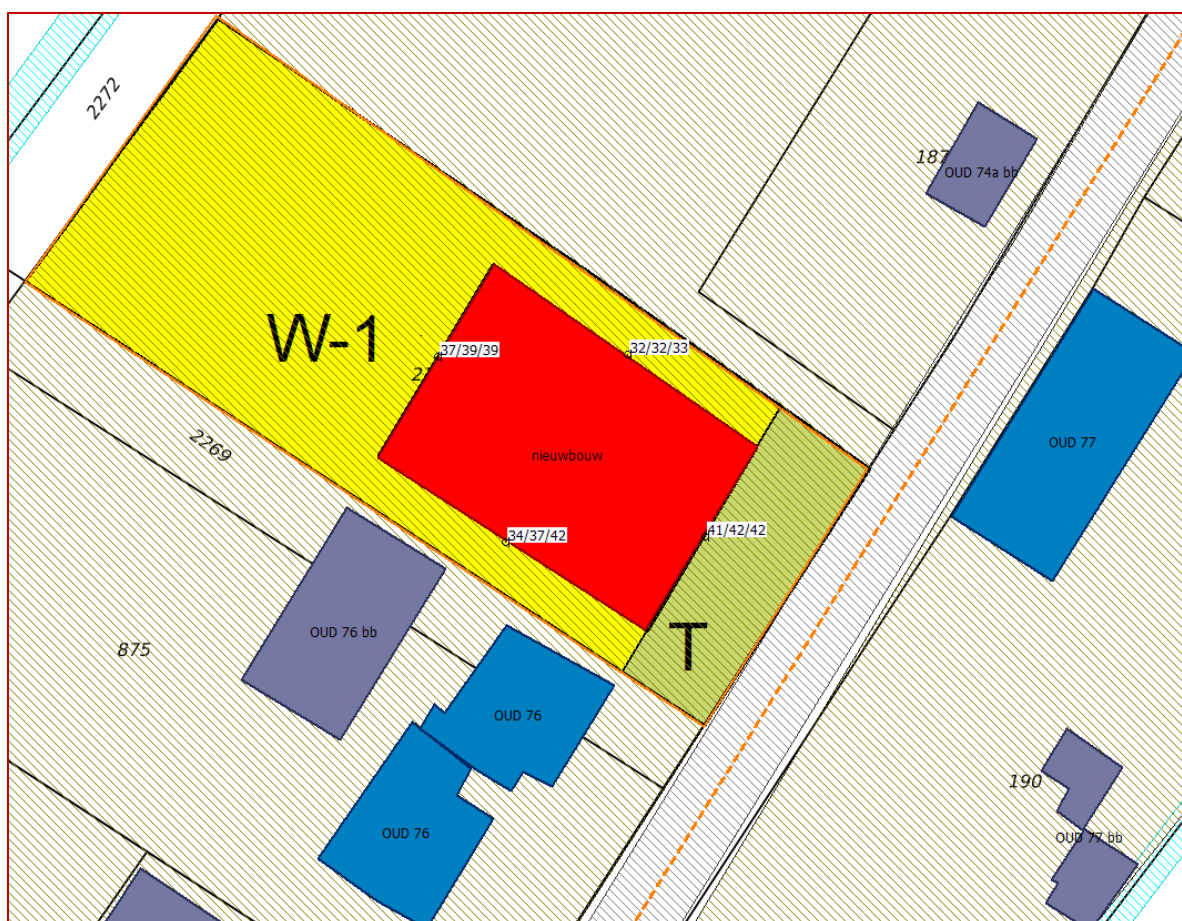 2272
187
OUD 74a bb
W-1
37/39/39
32/32/33
2269
nieuwbouw
OUD 77
34/37/42
41/42/42
OUD 76 bb
T
875
OUD 76
190
OUD 76
OUD 77 bb